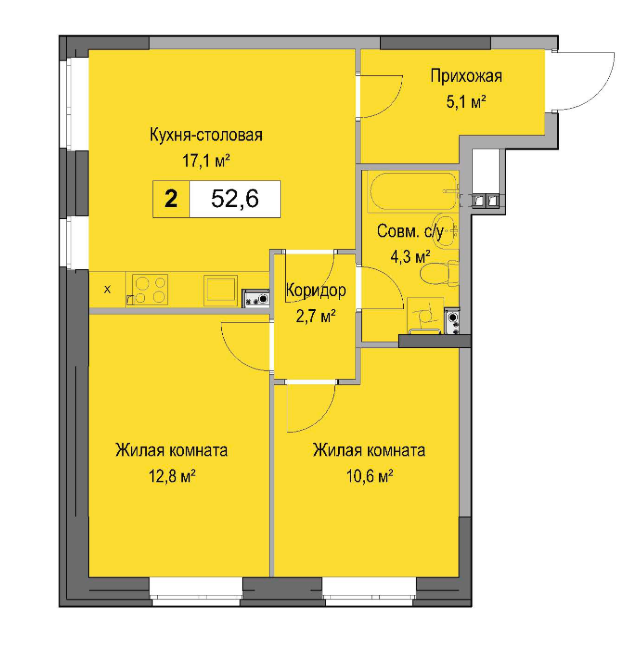 Прихожая
5,1 м²
Кухня-столовая
17,1 м²
2 52,6
Совм. с/у
4,3 м²
х
Коридор
2,7 м²
Жилая комната
12,8 м²
Жилая комната
10,6 м²